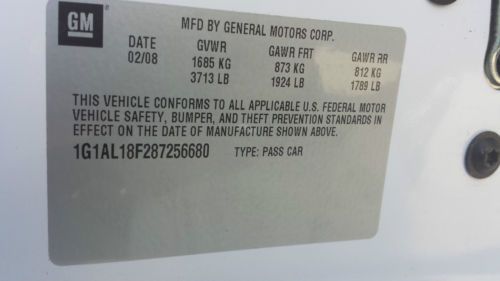 GM
MFD BY GENERAL MOTORS CORP.
DATE GVWR GAWR FRT GAWR RR
02/08 1685 KG 873 KG 812 KG
3713 LB 1924 LB 1789 LB
THIS VEHICLE CONFORMS TO ALL APPLICABLE U.S. FEDERAL MOTOR
VEHICLE SAFETY, BUMPER, AND THEFT PREVENTION STANDARDS IN
EFFECT ON THE DATE OF MANUFACTURE SHOWN ABOVE.
1G1AL18F287256680 TYPE: PASS CAR